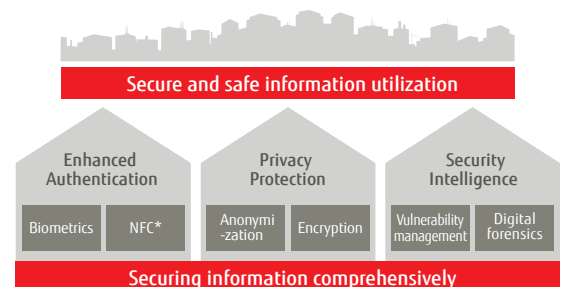 Secure and safe information utilization
Enhanced
Authentication
Biometrics
NFC*
Privacy
Protection
Anonymi
-zation
Encryption
Security
Intelligence
Vulnerability
management
Digital
forensics
Securing information comprehensively